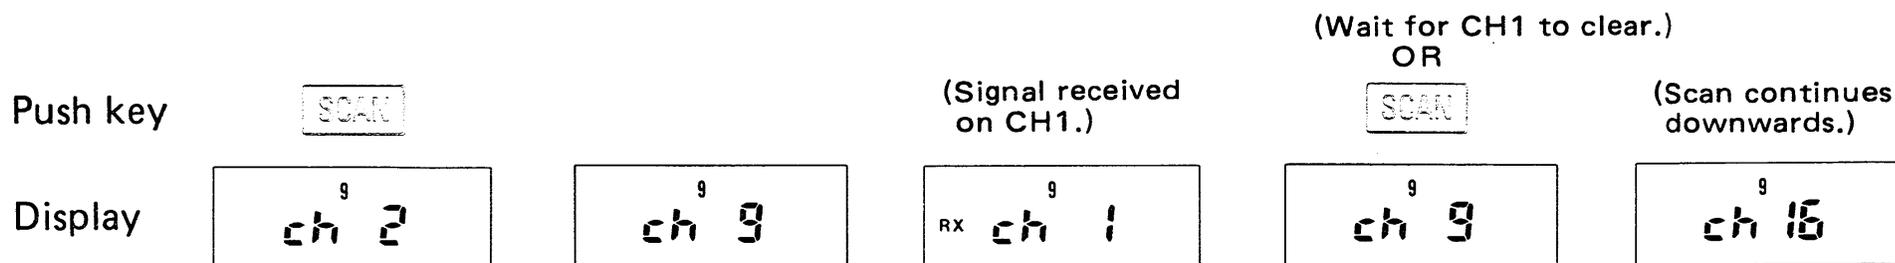 (Wait for CH1 to clear.)
OR
Push key
SCAN
(Signal received
on CH1.)
SCAN
(Scan continues
downwards.)
Display
9
ch 2
9
ch 9
9
RX ch 1
9
ch 9
9
ch 16